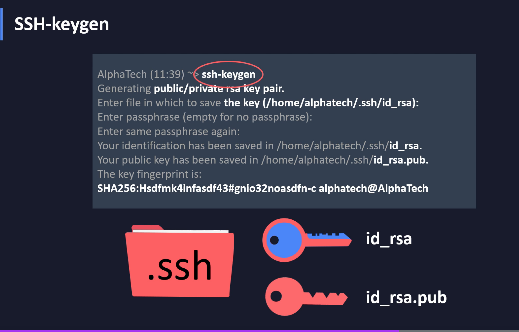 SSH-keygen
AlphaTech (11:39) ~> ssh-keygen
Generating public/private rsa key pair.
Enter file in which to save the key (/home/alphatech/.ssh/id_rsa):
Enter passphrase (empty for no passphrase):
Enter same passphrase again:
Your identification has been saved in /home/alphatech/.ssh/id_rsa.
Your public key has been saved in /home/alphatech/.ssh/id_rsa.pub.
The key fingerprint is:
SHA256:Hsdfmk4infasdf43#gnio32noasdfn-c alphatech@AlphaTech
.ssh
id_rsa
id_rsa.pub